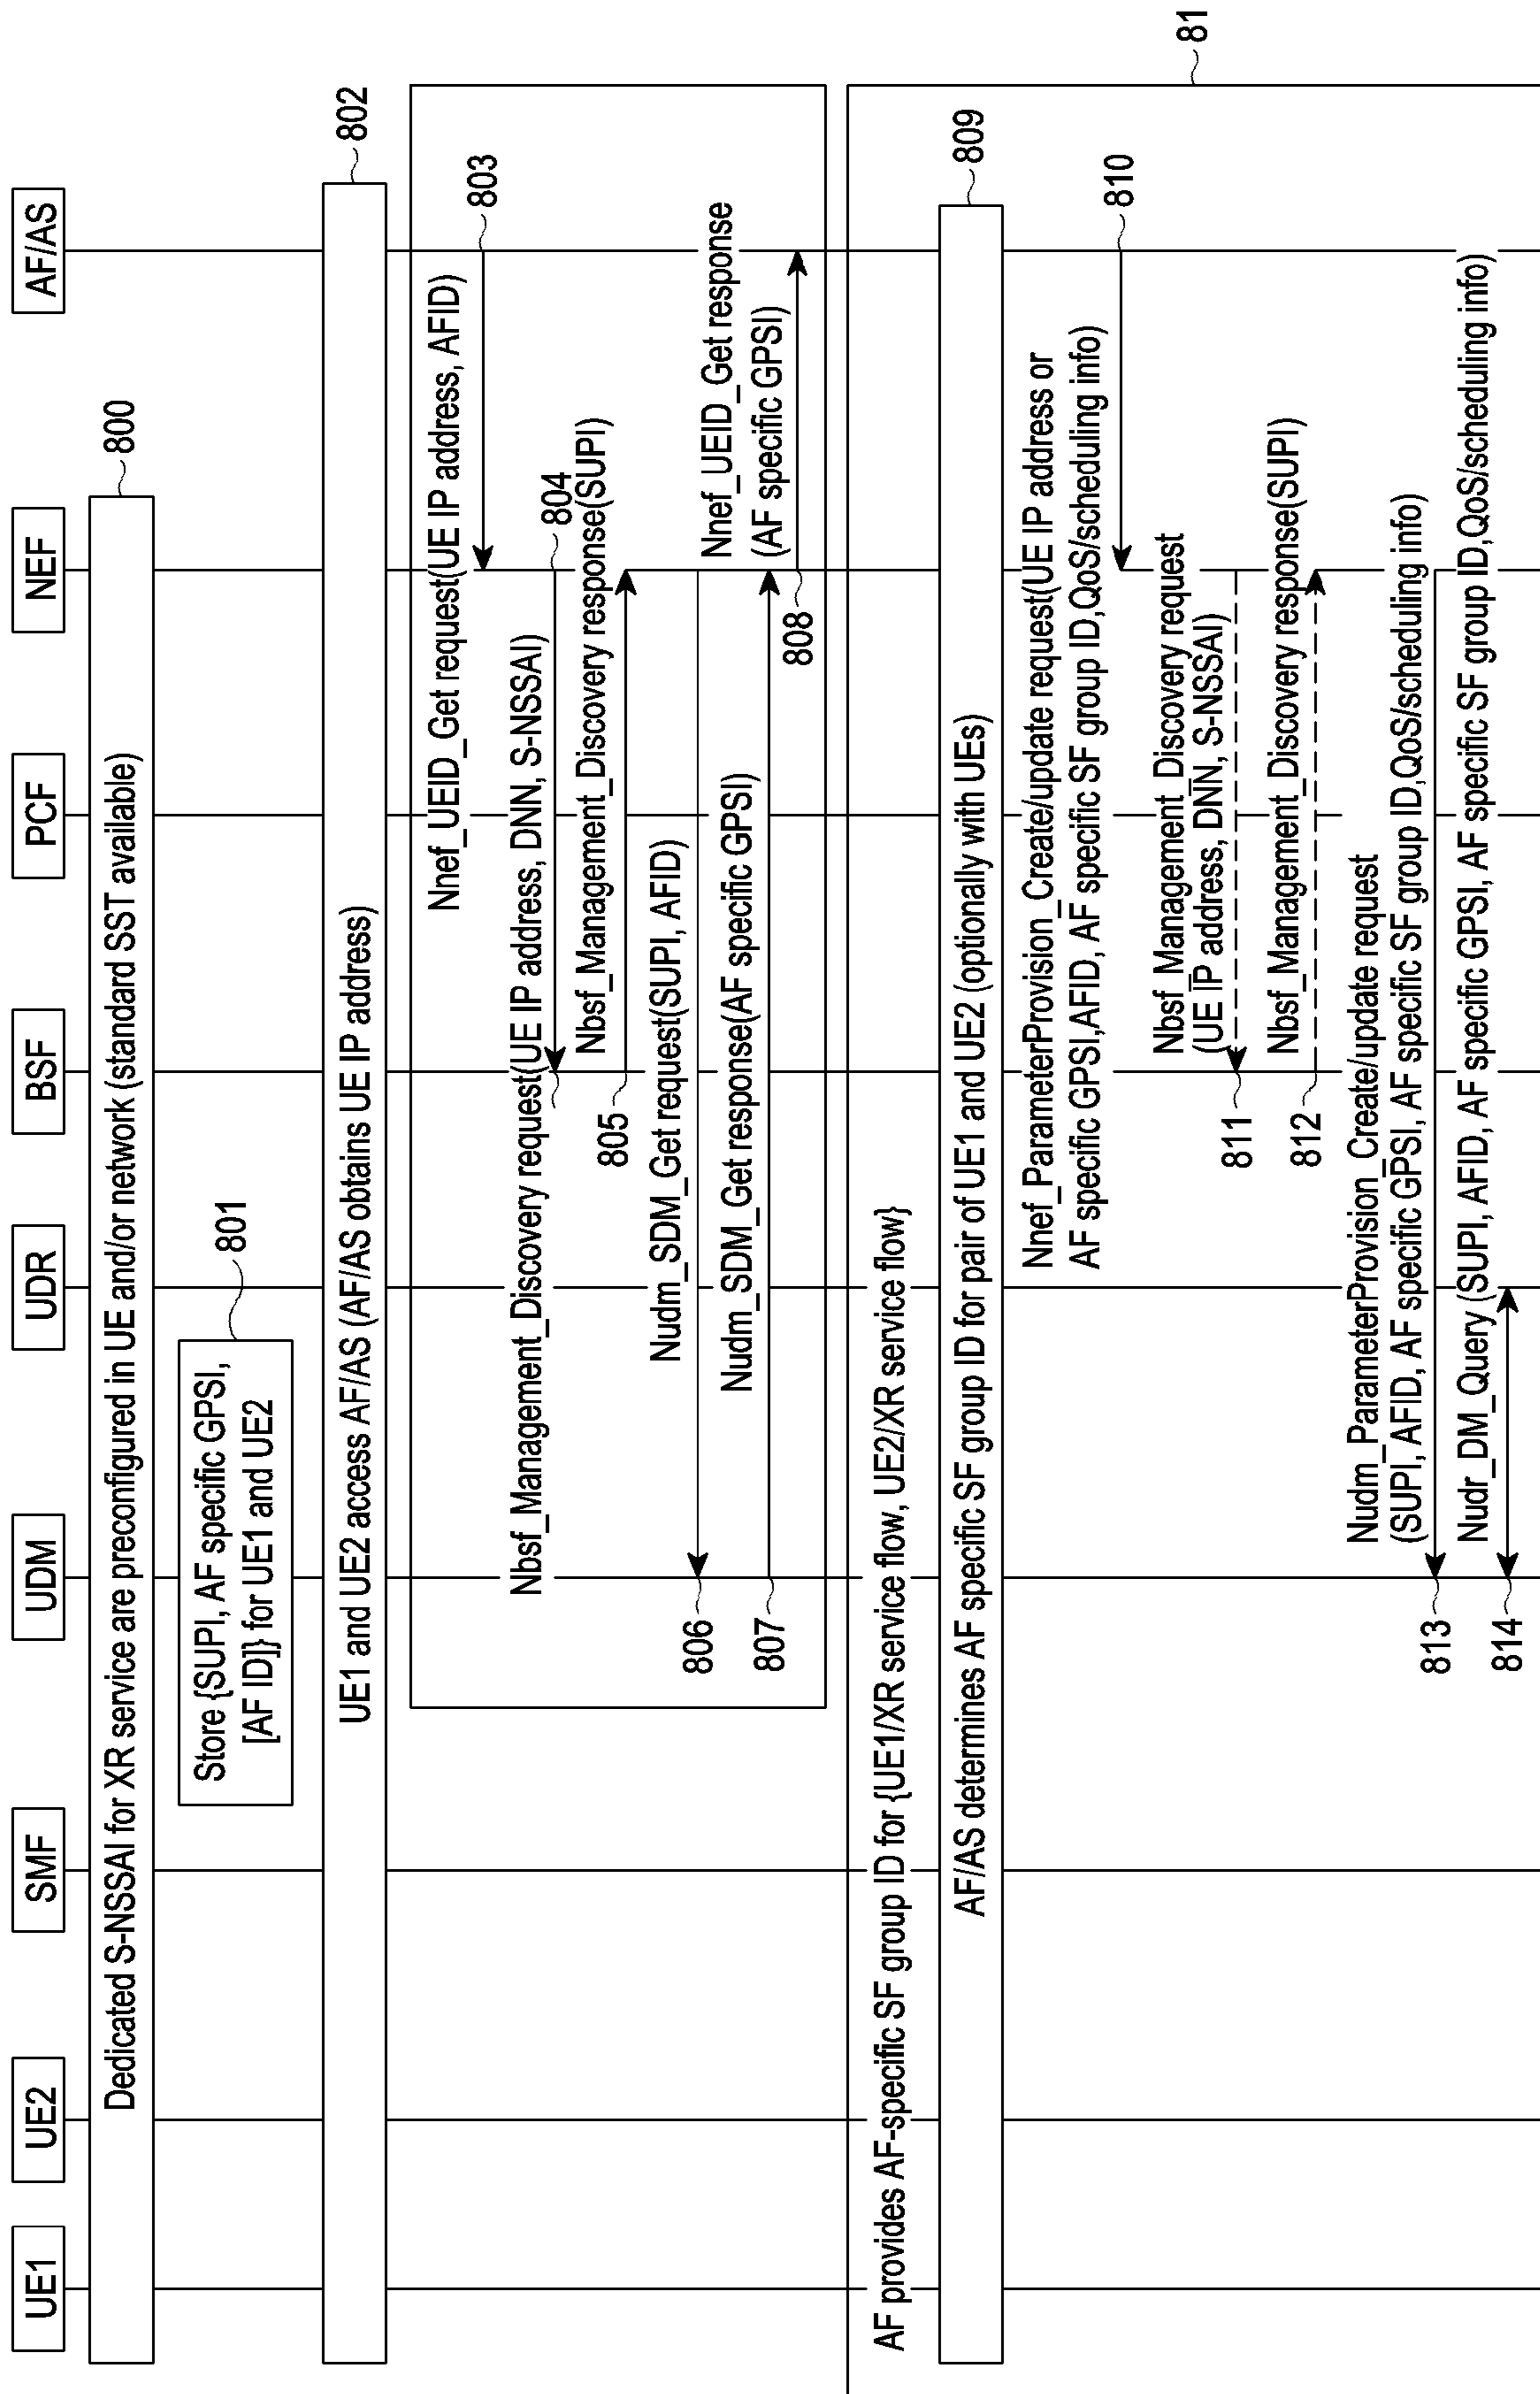 UE1
UE2
SMF
UDM
UDR
BSF
PCF
NEF
AF/AS
Dedicated S-NSSAI for XR service are preconfigured in UE and/or network (standard SST available)
800
Store {SUPI, AF specific GPSI,
[AF ID]} for UE1 and UE2
801
UE1 and UE2 access AF/AS (AF/AS obtains UE IP address)
802
Nnef_UEID_Get request(UE IP address, AFID)
803
Nbsf_Management_Discovery request(UE IP address, DNN, S-NSSAI)
804
Nbsf_Management_Discovery response(SUPI)
805
Nudm_SDM_Get request(SUPI, AFID)
806
Nudm_SDM_Get response(AF specific GPSI)
807
Nnef_UEID_Get response
(AF specific GPSI)
808
81
AF provides AF-specific SF group ID for {UE1/XR service flow, UE2/XR service flow}
AF/AS determines AF specific SF group ID for pair of UE1 and UE2 (optionally with UEs)
809
Nnef_ParameterProvision_Create/update request(UE IP address or
AF specific GPSI,AFID, AF specific SF group ID,QoS/scheduling info)
810
Nbsf_Management_Discovery request
(UE IP address, DNN, S-NSSAI)
811
Nbsf_Management_Discovery response(SUPI)
812
Nudm_ParameterProvision_Create/update request
(SUPI, AFID, AF specific GPSI, AF specific SF group ID,QoS/scheduling info)
813
Nudr_DM_Query (SUPI, AFID, AF specific GPSI, AF specific SF group ID,QoS/scheduling info)
814